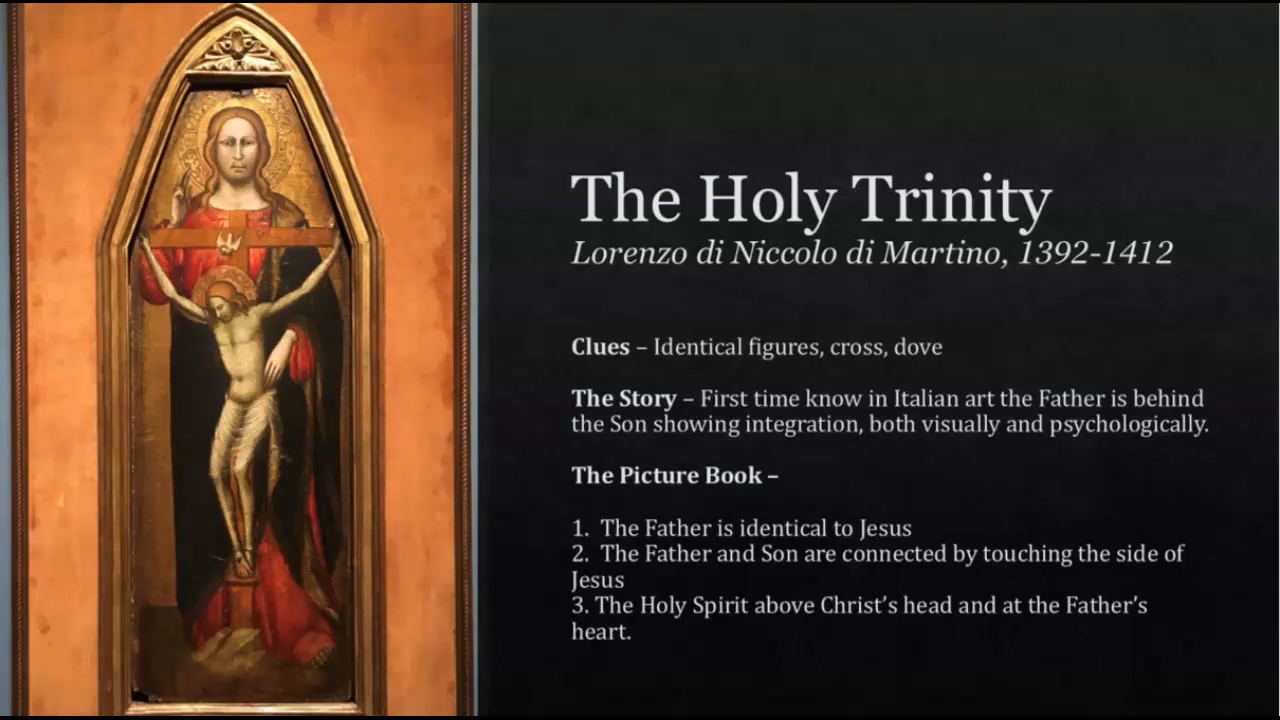 The Holy Trinity
Lorenzo di Niccolo di Martino, 1392-1412
Clues – Identical figures, cross, dove
The Story – First time know in Italian art the Father is behind
the Son showing integration, both visually and psychologically.
The Picture Book –
1.  The Father is identical to Jesus
2.  The Father and Son are connected by touching the side of
Jesus
3. The Holy Spirit above Christ's head and at the Father's
heart.